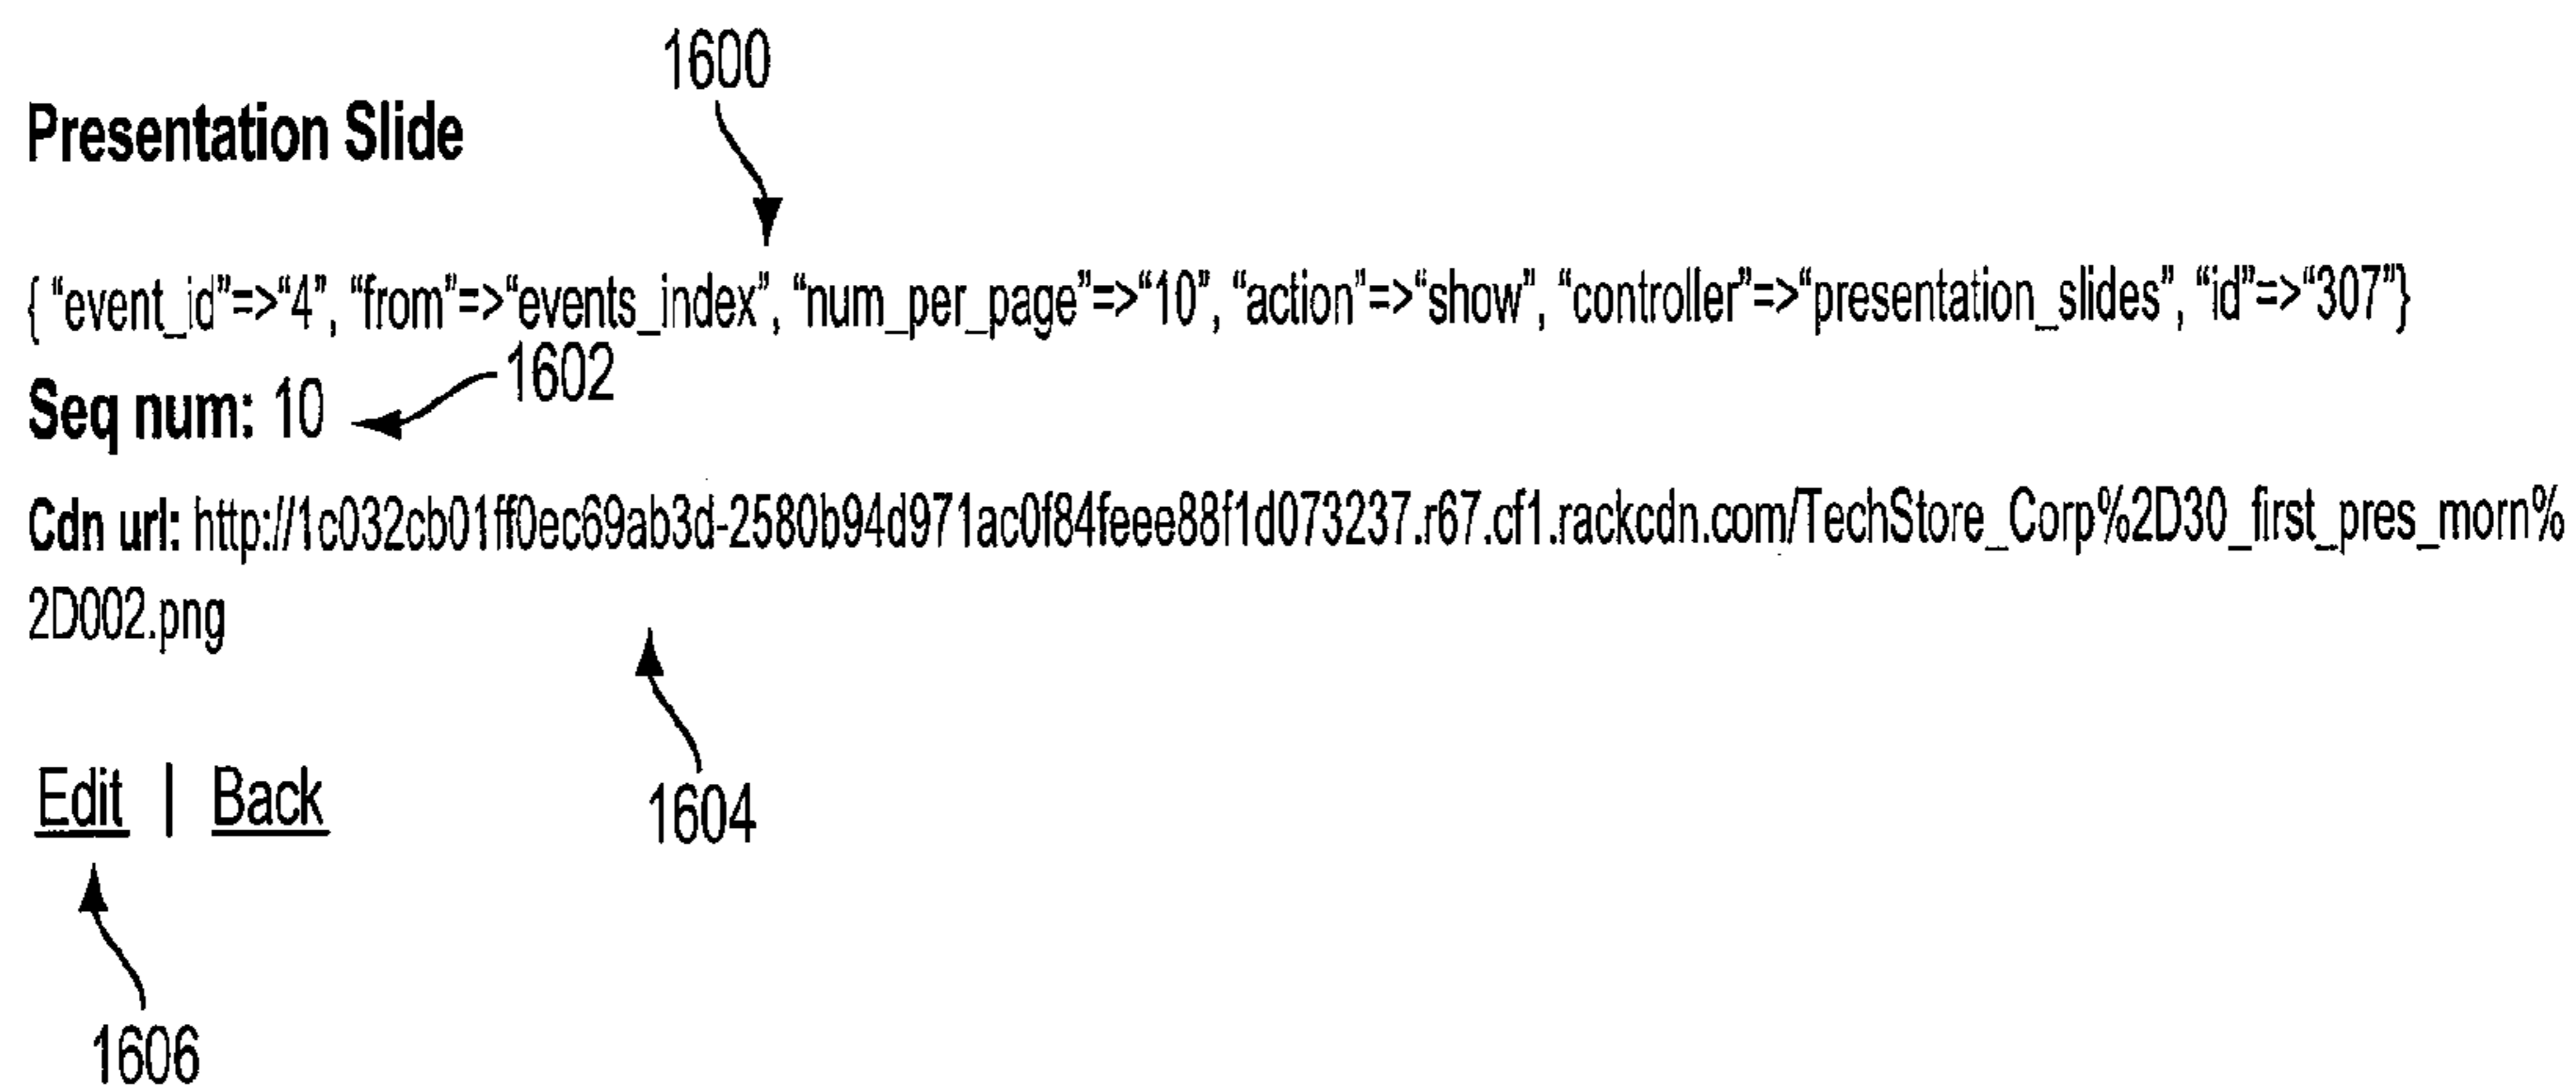 1600
Presentation Slide
{ “event_id”=>“4”, “from”=>“events_index”, “num_per_page”=>“10”, “action”=>“show”, “controller”=>“presentation_slides”, “id”=>“307”}
Seq num: 10
1602
Cdn url: http://1c032cb01ff0ec69ab3d-2580b94d971ac0f84feee88f1d073237.r67.cf1.rackcdn.com/TechStore_Corp%2D30_first_pres_morn%
2D002.png
Edit | Back
1604
1606